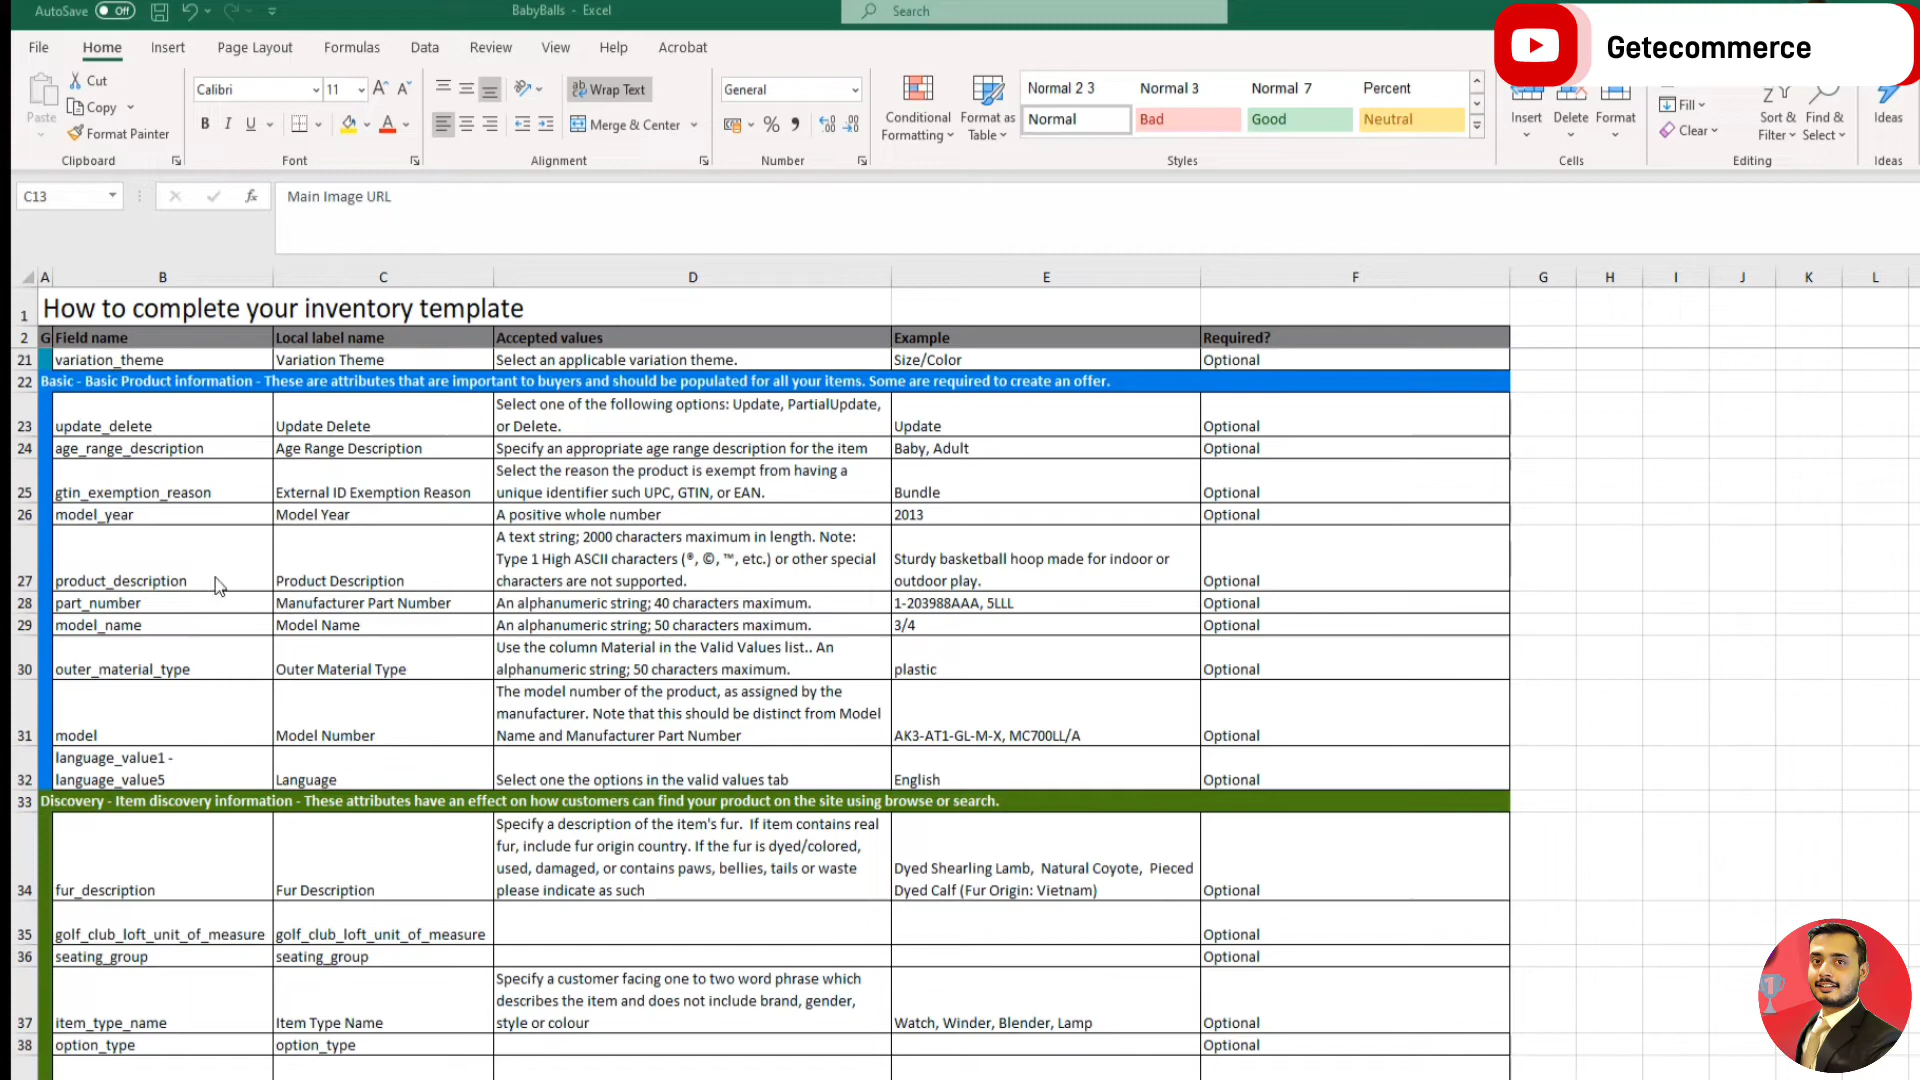 AutoSave Off BabyBalls - Excel Search
Getecommerce
File Home Insert Page Layout Formulas Data Review View Help Acrobat
Paste Cut Copy Format Painter
Clipboard
Calibri 11
B I U A
Font
Wrap Text
Merge & Center
Alignment
General
%
Number
Conditional Formatting
Format as Table
Normal 2 3 Normal 3 Normal 7 Percent
Normal Bad Good Neutral
Styles
Insert Delete Format
Cells
Fill
Clear
Sort & Filter
Find & Select
Editing
Ideas
Ideas
C13 fx Main Image URL
A B C D E F G H I J K L
1 How to complete your inventory template
2 G Field name Local label name Accepted values Example Required?
21 variation_theme Variation Theme Select an applicable variation theme. Size/Color Optional
22 Basic - Basic Product information - These are attributes that are important to buyers and should be populated for all your items. Some are required to create an offer.
Select one of the following options: Update, PartialUpdate,
23 update_delete Update Delete or Delete. Update Optional
24 age_range_description Age Range Description Specify an appropriate age range description for the item Baby, Adult Optional
Select the reason the product is exempt from having a
25 gtin_exemption_reason External ID Exemption Reason unique identifier such UPC, GTIN, or EAN. Bundle Optional
26 model_year Model Year A positive whole number 2013 Optional
A text string; 2000 characters maximum in length. Note:
Type 1 High ASCII characters (®, ©, ™, etc.) or other special Sturdy basketball hoop made for indoor or
27 product_description Product Description characters are not supported. outdoor play. Optional
28 part_number Manufacturer Part Number An alphanumeric string; 40 characters maximum. 1-203988AAA, 5LLL Optional
29 model_name Model Name An alphanumeric string; 50 characters maximum. 3/4 Optional
Use the column Material in the Valid Values list.. An
30 outer_material_type Outer Material Type alphanumeric string; 50 characters maximum. plastic Optional
The model number of the product, as assigned by the
manufacturer. Note that this should be distinct from Model
31 model Model Number Name and Manufacturer Part Number AK3-AT1-GL-M-X, MC700LL/A Optional
language_value1 -
32 language_value5 Language Select one the options in the valid values tab English Optional
33 Discovery - Item discovery information - These attributes have an effect on how customers can find your product on the site using browse or search.
Specify a description of the item's fur. If item contains real
fur, include fur origin country. If the fur is dyed/colored,
used, damaged, or contains paws, bellies, tails or waste Dyed Shearling Lamb, Natural Coyote, Pieced
34 fur_description Fur Description please indicate as such Dyed Calf (Fur Origin: Vietnam) Optional
35 golf_club_loft_unit_of_measure golf_club_loft_unit_of_measure Optional
36 seating_group seating_group Optional
Specify a customer facing one to two word phrase which
describes the item and does not include brand, gender,
37 item_type_name Item Type Name style or colour Watch, Winder, Blender, Lamp Optional
38 option_type option_type Optional